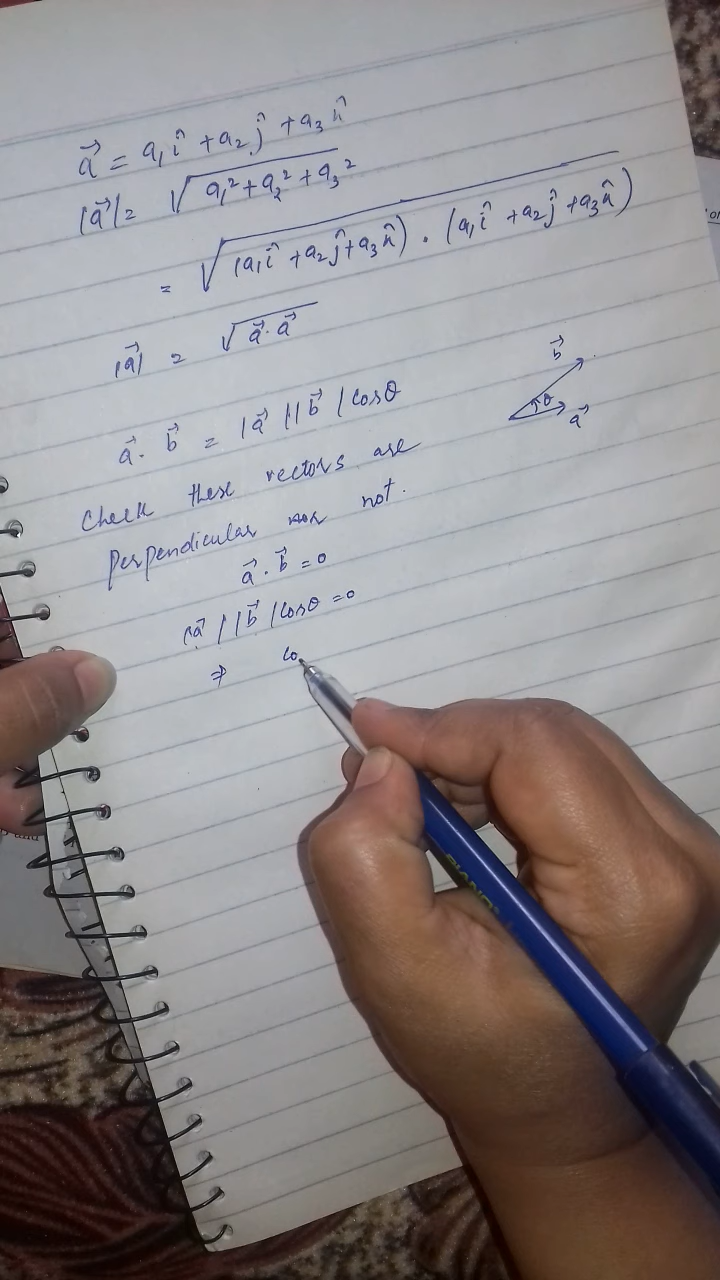 a⃗ = a₁î + a₂ĵ + a₃k̂
|a⃗| = √(a₁² + a₂² + a₃²)
= √((a₁î + a₂ĵ + a₃k̂) . (a₁î + a₂ĵ + a₃k̂))
|a⃗| = √(a⃗ . a⃗)
b⃗
θ
a⃗
a⃗ . b⃗ = |a⃗||b⃗|cosθ
Check these vectors are
perpendicular or not.
a⃗ . b⃗ = 0
|a⃗||b⃗|cosθ = 0
⇒ co